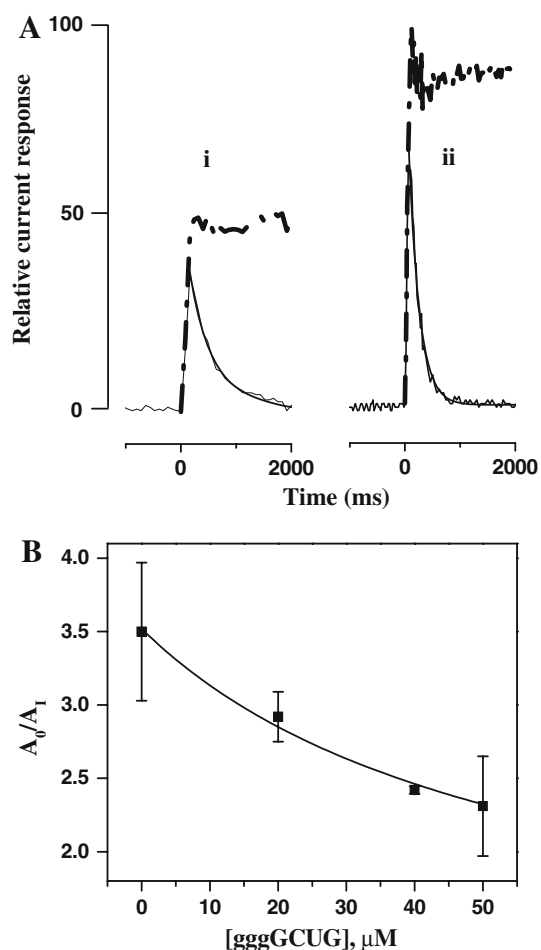 A
100
50
0
Relative current response
i
ii
0 2000 0 2000
Time (ms)
B
4.0
3.5
3.0
2.5
2.0
A₀/A_I
0 10 20 30 40 50
[gggGCUG], μM